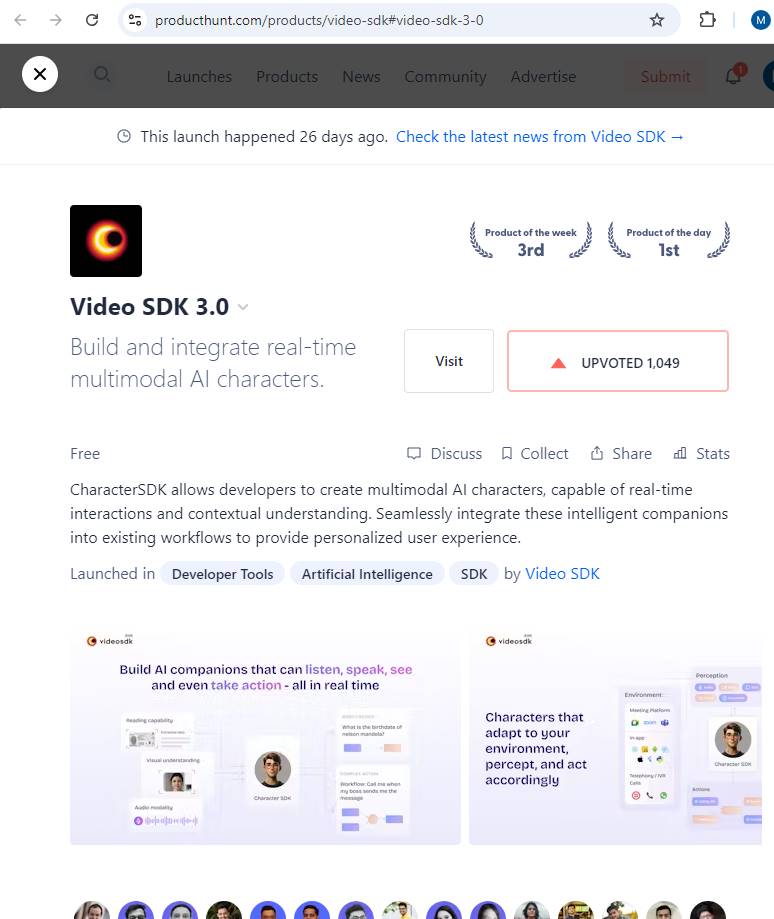 producthunt.com/products/video-sdk#video-sdk-3-0
M
Launches Products News Community Advertise Submit 1
This launch happened 26 days ago. Check the latest news from Video SDK →
Product of the week
3rd
Product of the day
1st
Video SDK 3.0
Build and integrate real-time
multimodal AI characters.
Visit
UPVOTED 1,049
Free
Discuss Collect Share Stats
CharacterSDK allows developers to create multimodal AI characters, capable of real-time
interactions and contextual understanding. Seamlessly integrate these intelligent companions
into existing workflows to provide personalized user experience.
Launched in Developer Tools Artificial Intelligence SDK by Video SDK
videosdk
Build AI companions that can listen, speak, see
and even take action - all in real time
Reading capability
Visual understanding
Audio modality
Character SDK
What is the birthdate of
nelson mandela?
COMPLEX ACTION
Workflow: Call me when
my boss sends me the
message
videosdk
Characters that
adapt to your
environment,
percept, and act
accordingly
Environment:
Meeting Platform
zoom
In-app
Telephony / IVR
Calls
Perception
Character SDK
Actions